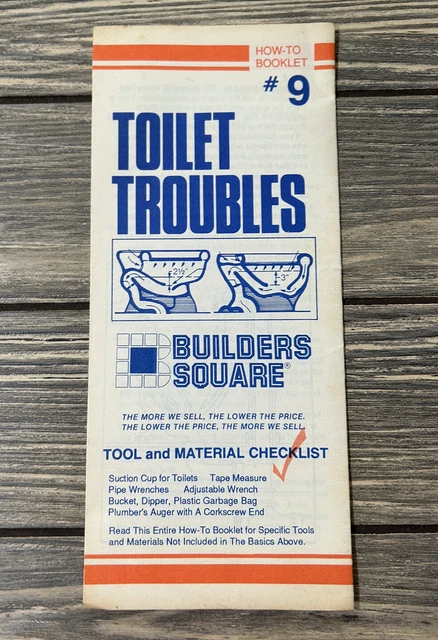 HOW-TO
BOOKLET
# 9
TOILET
TROUBLES
2½"
3"
BUILDERS
SQUARE®
THE MORE WE SELL, THE LOWER THE PRICE.
THE LOWER THE PRICE, THE MORE WE SELL.
TOOL and MATERIAL CHECKLIST
Suction Cup for Toilets Tape Measure
Pipe Wrenches Adjustable Wrench
Bucket, Dipper, Plastic Garbage Bag
Plumber's Auger with A Corkscrew End
Read This Entire How-To Booklet for Specific Tools
and Materials Not Included in The Basics Above.